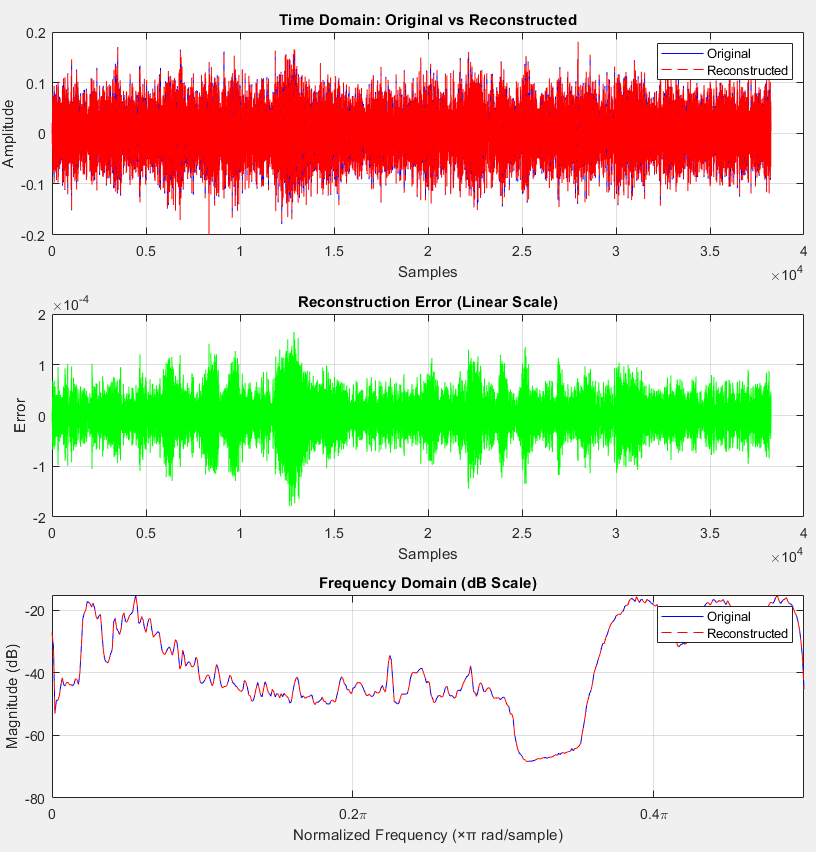 Time Domain: Original vs Reconstructed
0.2
0.1
0
-0.1
-0.2
Amplitude
Original
Reconstructed
0 0.5 1 1.5 2 2.5 3 3.5 4
Samples
×10⁴
Reconstruction Error (Linear Scale)
×10⁻⁴
2
1
0
-1
-2
Error
0 0.5 1 1.5 2 2.5 3 3.5 4
Samples
×10⁴
Frequency Domain (dB Scale)
-20
-40
-60
-80
Magnitude (dB)
Original
Reconstructed
0 0.2π 0.4π
Normalized Frequency (×π rad/sample)